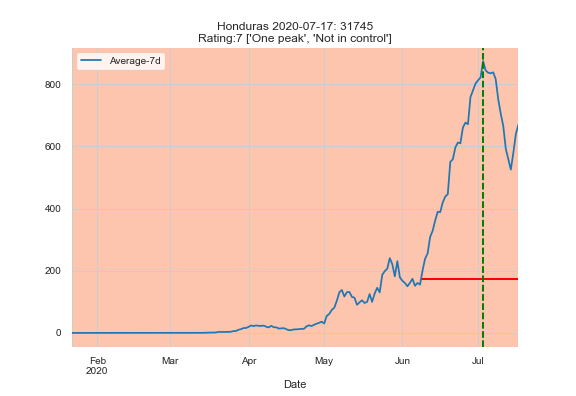 Honduras 2020-07-17: 31745
Rating:7 ['One peak', 'Not in control']
Average-7d
800
600
400
200
0
Feb
2020
Mar
Apr
May
Jun
Jul
Date